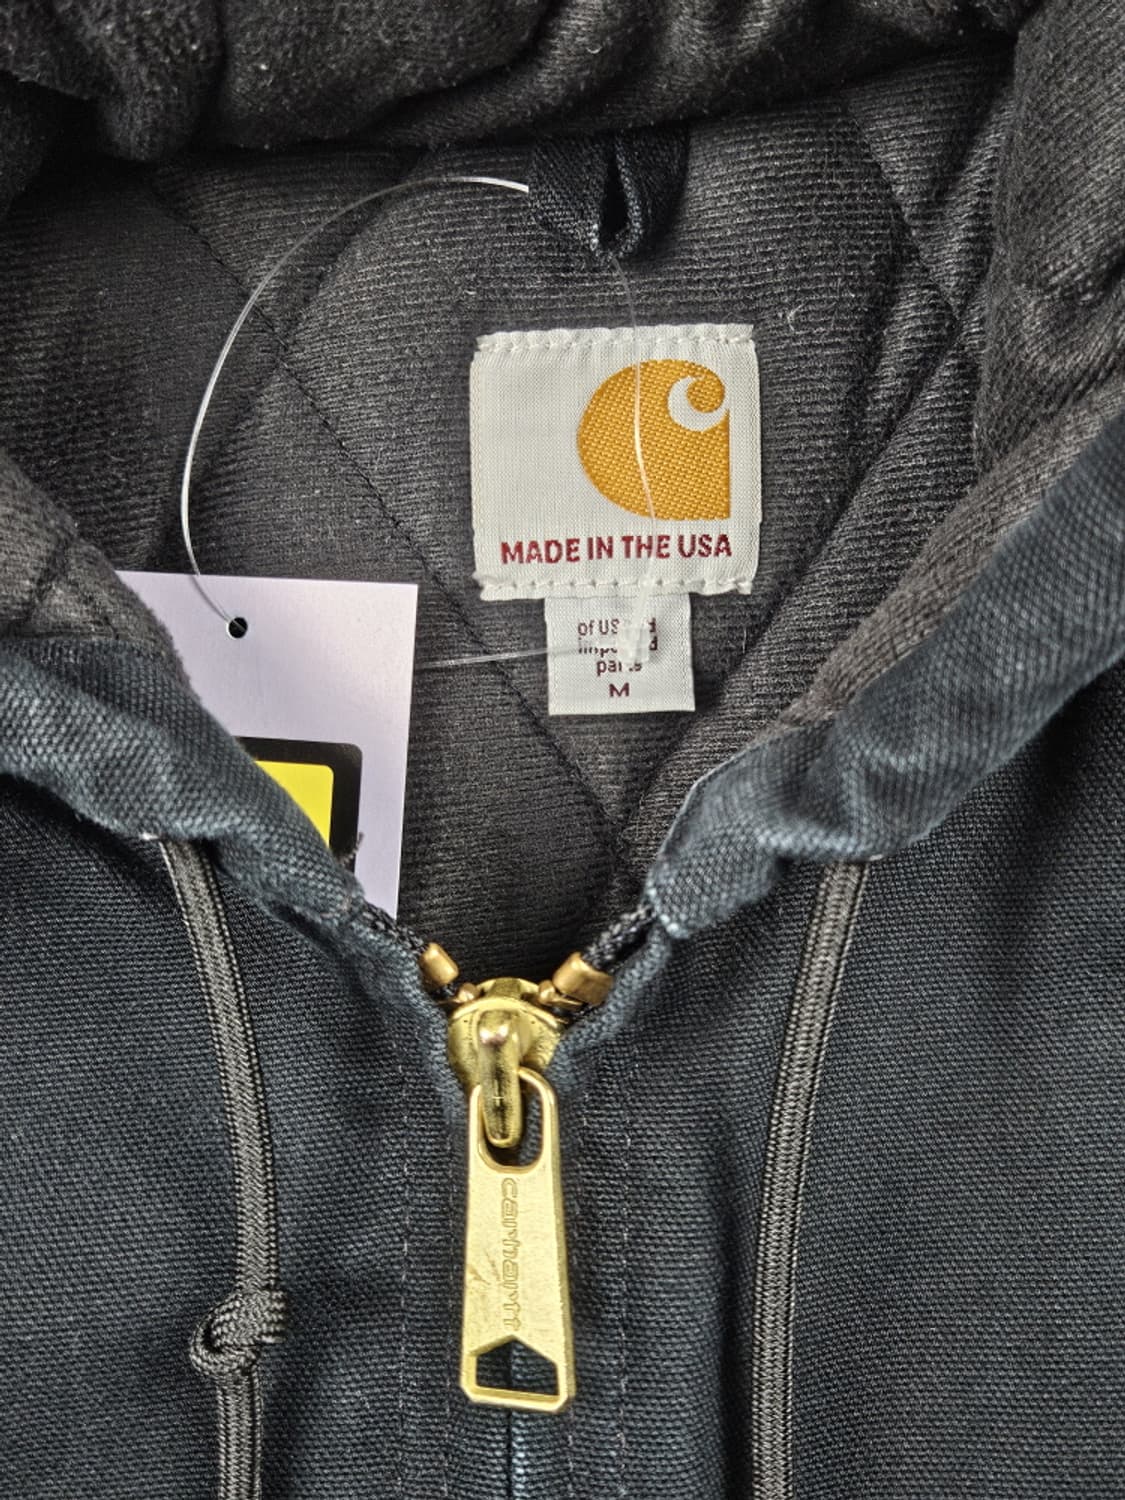 MADE IN THE USA
of US and
imported
parts
M
carhartt